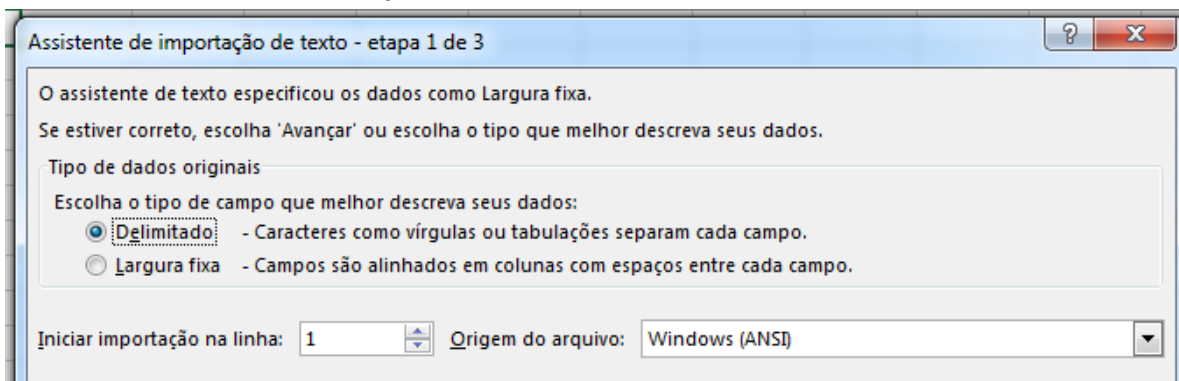 Assistente de importação de texto - etapa 1 de 3
O assistente de texto especificou os dados como Largura fixa.
Se estiver correto, escolha 'Avançar' ou escolha o tipo que melhor descreva seus dados.
Tipo de dados originais
Escolha o tipo de campo que melhor descreva seus dados:
Delimitado - Caracteres como vírgulas ou tabulações separam cada campo.
Largura fixa - Campos são alinhados em colunas com espaços entre cada campo.
Iniciar importação na linha: 1 Origem do arquivo: Windows (ANSI)